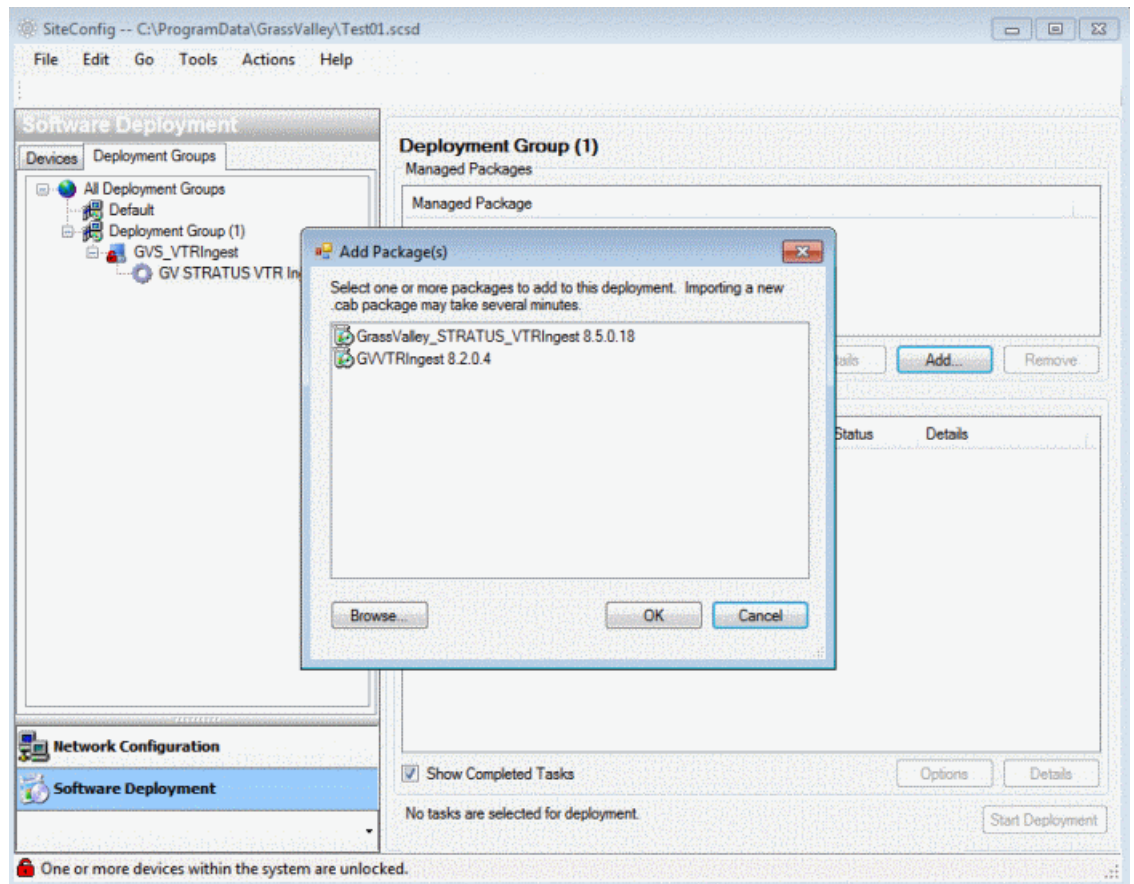 SiteConfig -- C:\ProgramData\GrassValley\Test01.scsd
File Edit Go Tools Actions Help
Software Deployment
Devices Deployment Groups
All Deployment Groups
Default
Deployment Group (1)
GVS_VTRIngest
GV STRATUS VTR In
Deployment Group (1)
Managed Packages
Managed Package
Add Package(s)
Select one or more packages to add to this deployment. Importing a new
.cab package may take several minutes.
GrassValley_STRATUS_VTRIngest 8.5.0.18
GVVTRIngest 8.2.0.4
Browse... OK Cancel
tails Add... Remove
Status Details
Network Configuration
Software Deployment
Show Completed Tasks Options Details
No tasks are selected for deployment. Start Deployment
One or more devices within the system are unlocked.